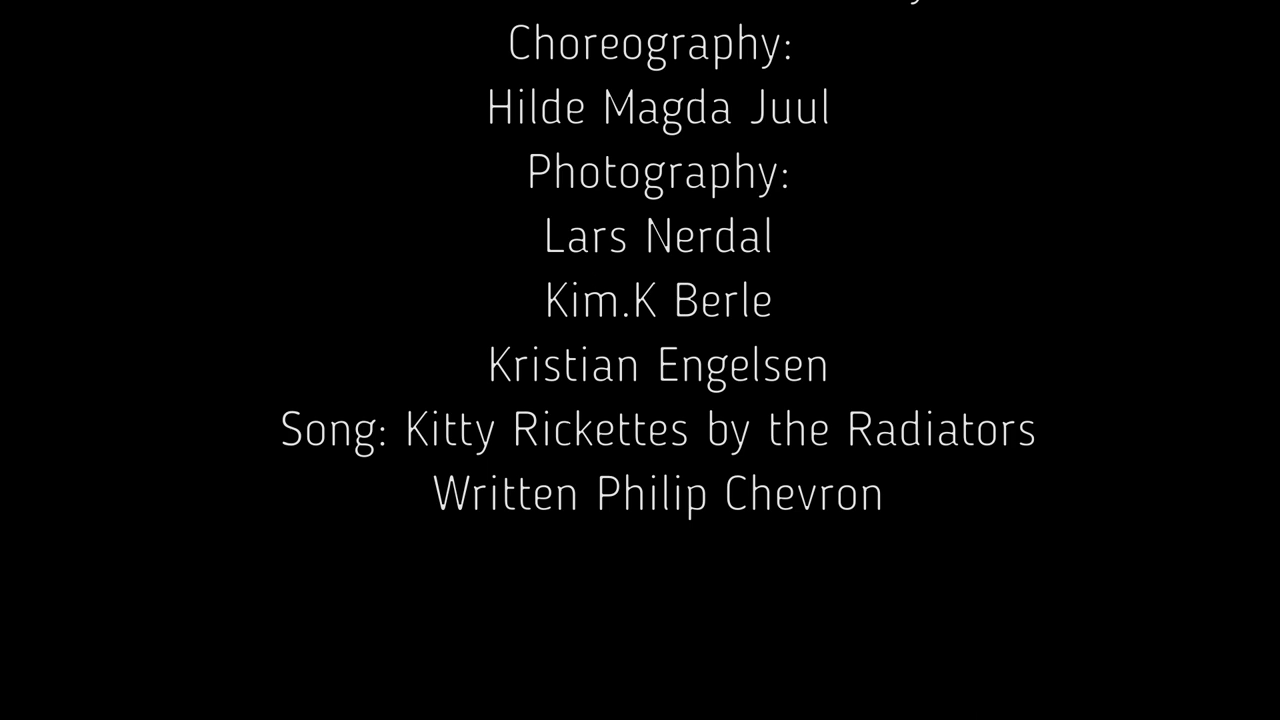 Choreography:
Hilde Magda Juul
Photography:
Lars Nerdal
Kim.K Berle
Kristian Engelsen
Song: Kitty Rickettes by the Radiators
Written Philip Chevron